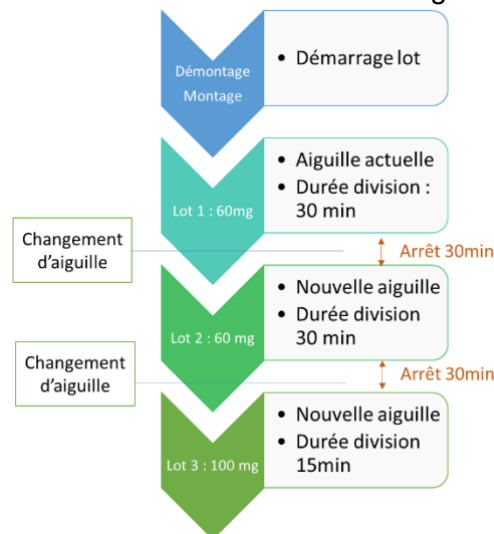 Démontage
Montage
• Démarrage lot
Lot 1 : 60mg
• Aiguille actuelle
• Durée division :
30 min
Changement
d'aiguille
Arrêt 30min
Lot 2 : 60 mg
• Nouvelle aiguille
• Durée division
30 min
Changement
d'aiguille
Arrêt 30min
Lot 3 : 100 mg
• Nouvelle aiguille
• Durée division
15min